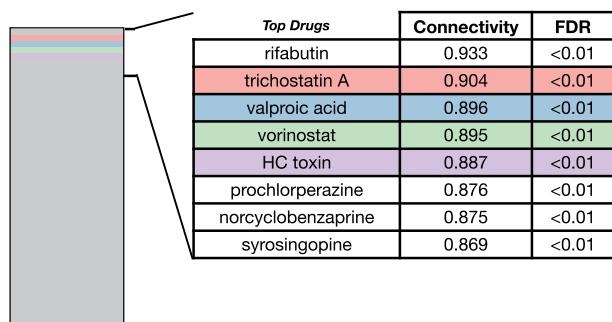 Top Drugs Connectivity FDR
rifabutin 0.933 <0.01
trichostatin A 0.904 <0.01
valproic acid 0.896 <0.01
vorinostat 0.895 <0.01
HC toxin 0.887 <0.01
prochlorperazine 0.876 <0.01
norcyclobenzaprine 0.875 <0.01
syrosingopine 0.869 <0.01